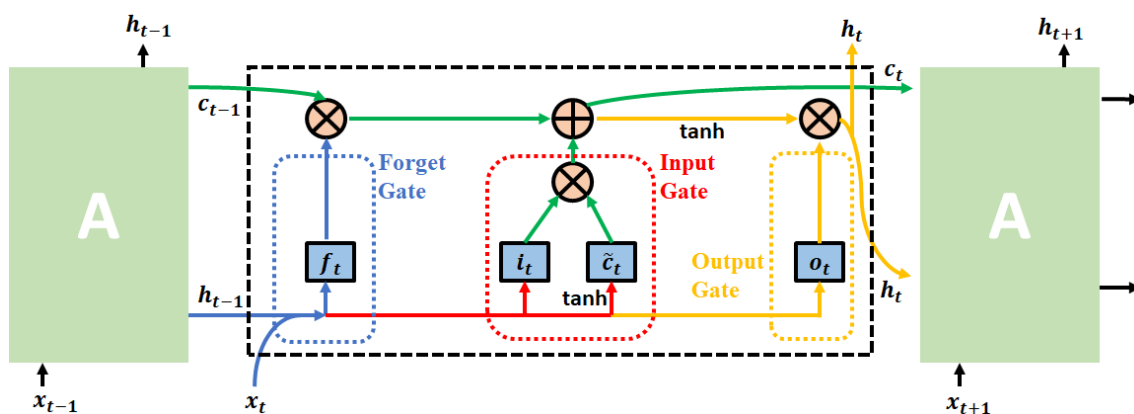 h_{t-1}
h_t
h_{t+1}
c_{t-1}
c_t
tanh
Forget
Gate
Input
Gate
A
A
f_t
i_t
c̃_t
o_t
Output
Gate
h_{t-1}
tanh
h_t
x_{t-1}
x_t
x_{t+1}